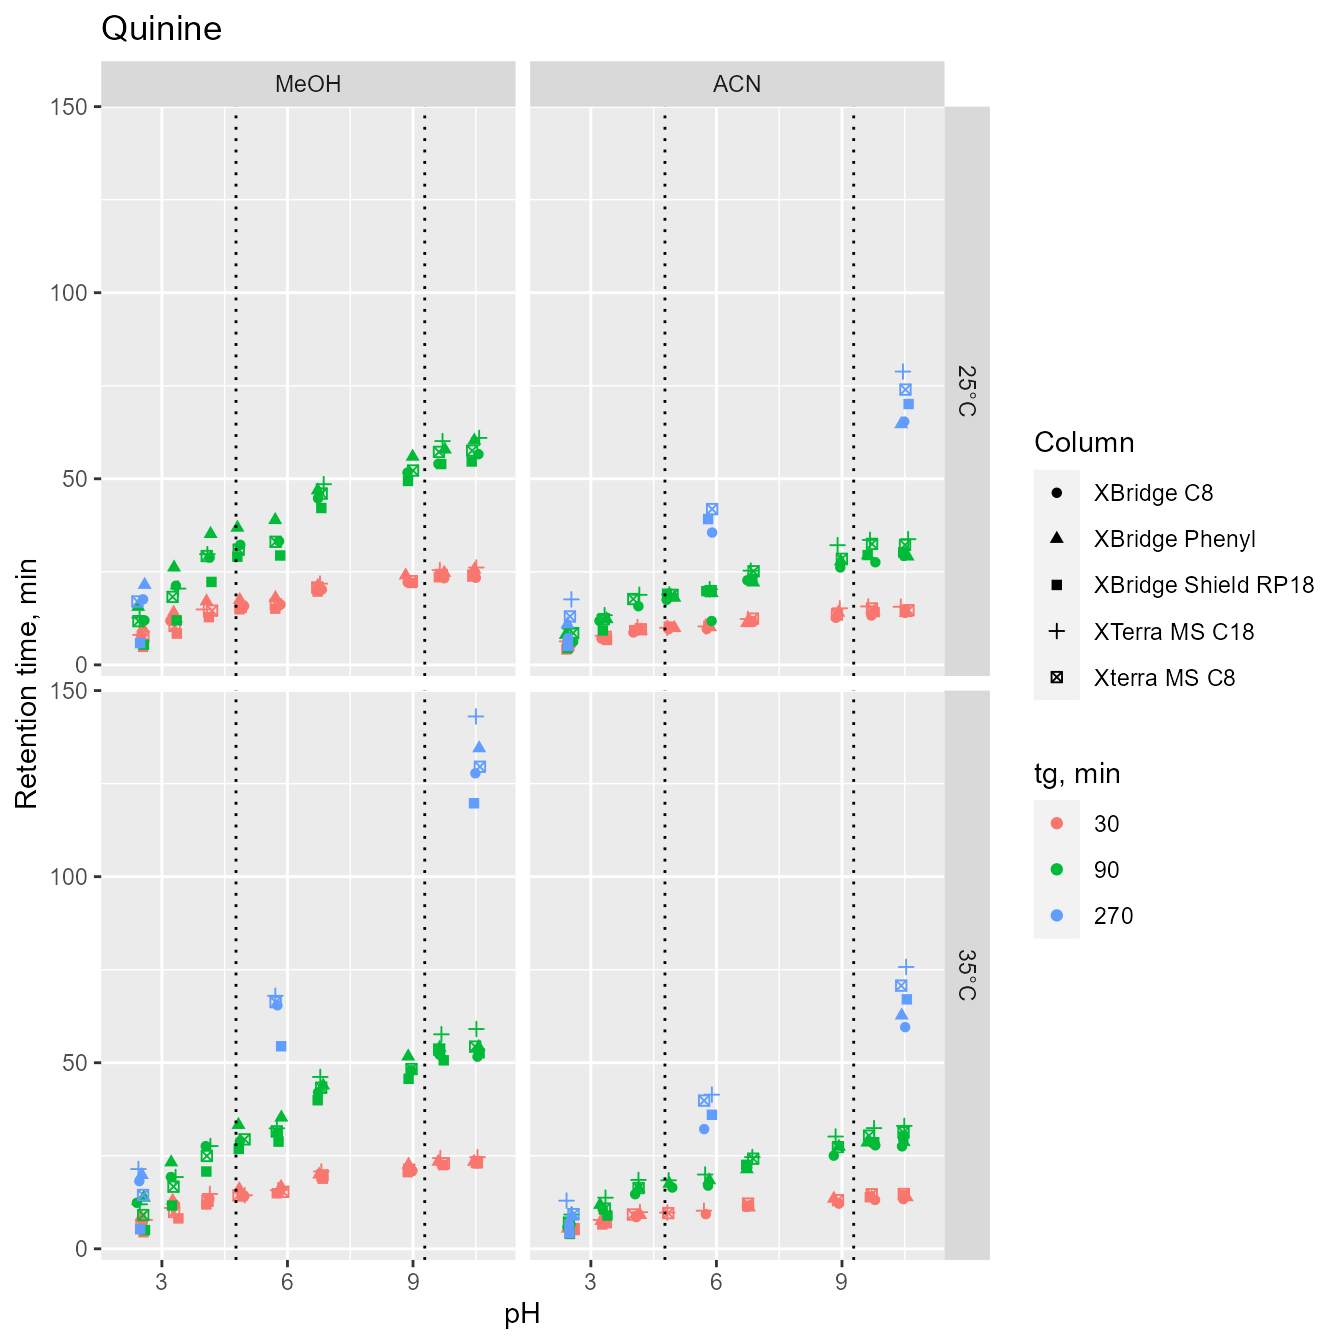 Quinine
MeOH
ACN
150
100
50
0
25°C
150
100
50
0
35°C
3
6
9
3
6
9
pH
Retention time, min
Column
XBridge C8
XBridge Phenyl
XBridge Shield RP18
XTerra MS C18
Xterra MS C8
tg, min
30
90
270